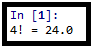 In [1]:
4! = 24.0